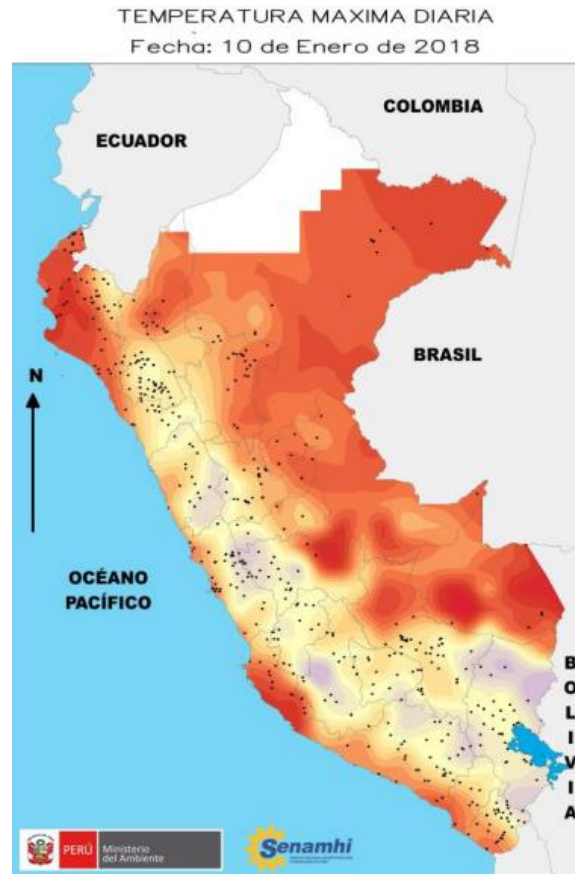 TEMPERATURA MAXIMA DIARIA
Fecha: 10 de Enero de 2018
COLOMBIA
ECUADOR
BRASIL
N
OCÉANO
PACÍFICO
BOLIVIA
PERÚ
Ministerio
del Ambiente
Senamhi